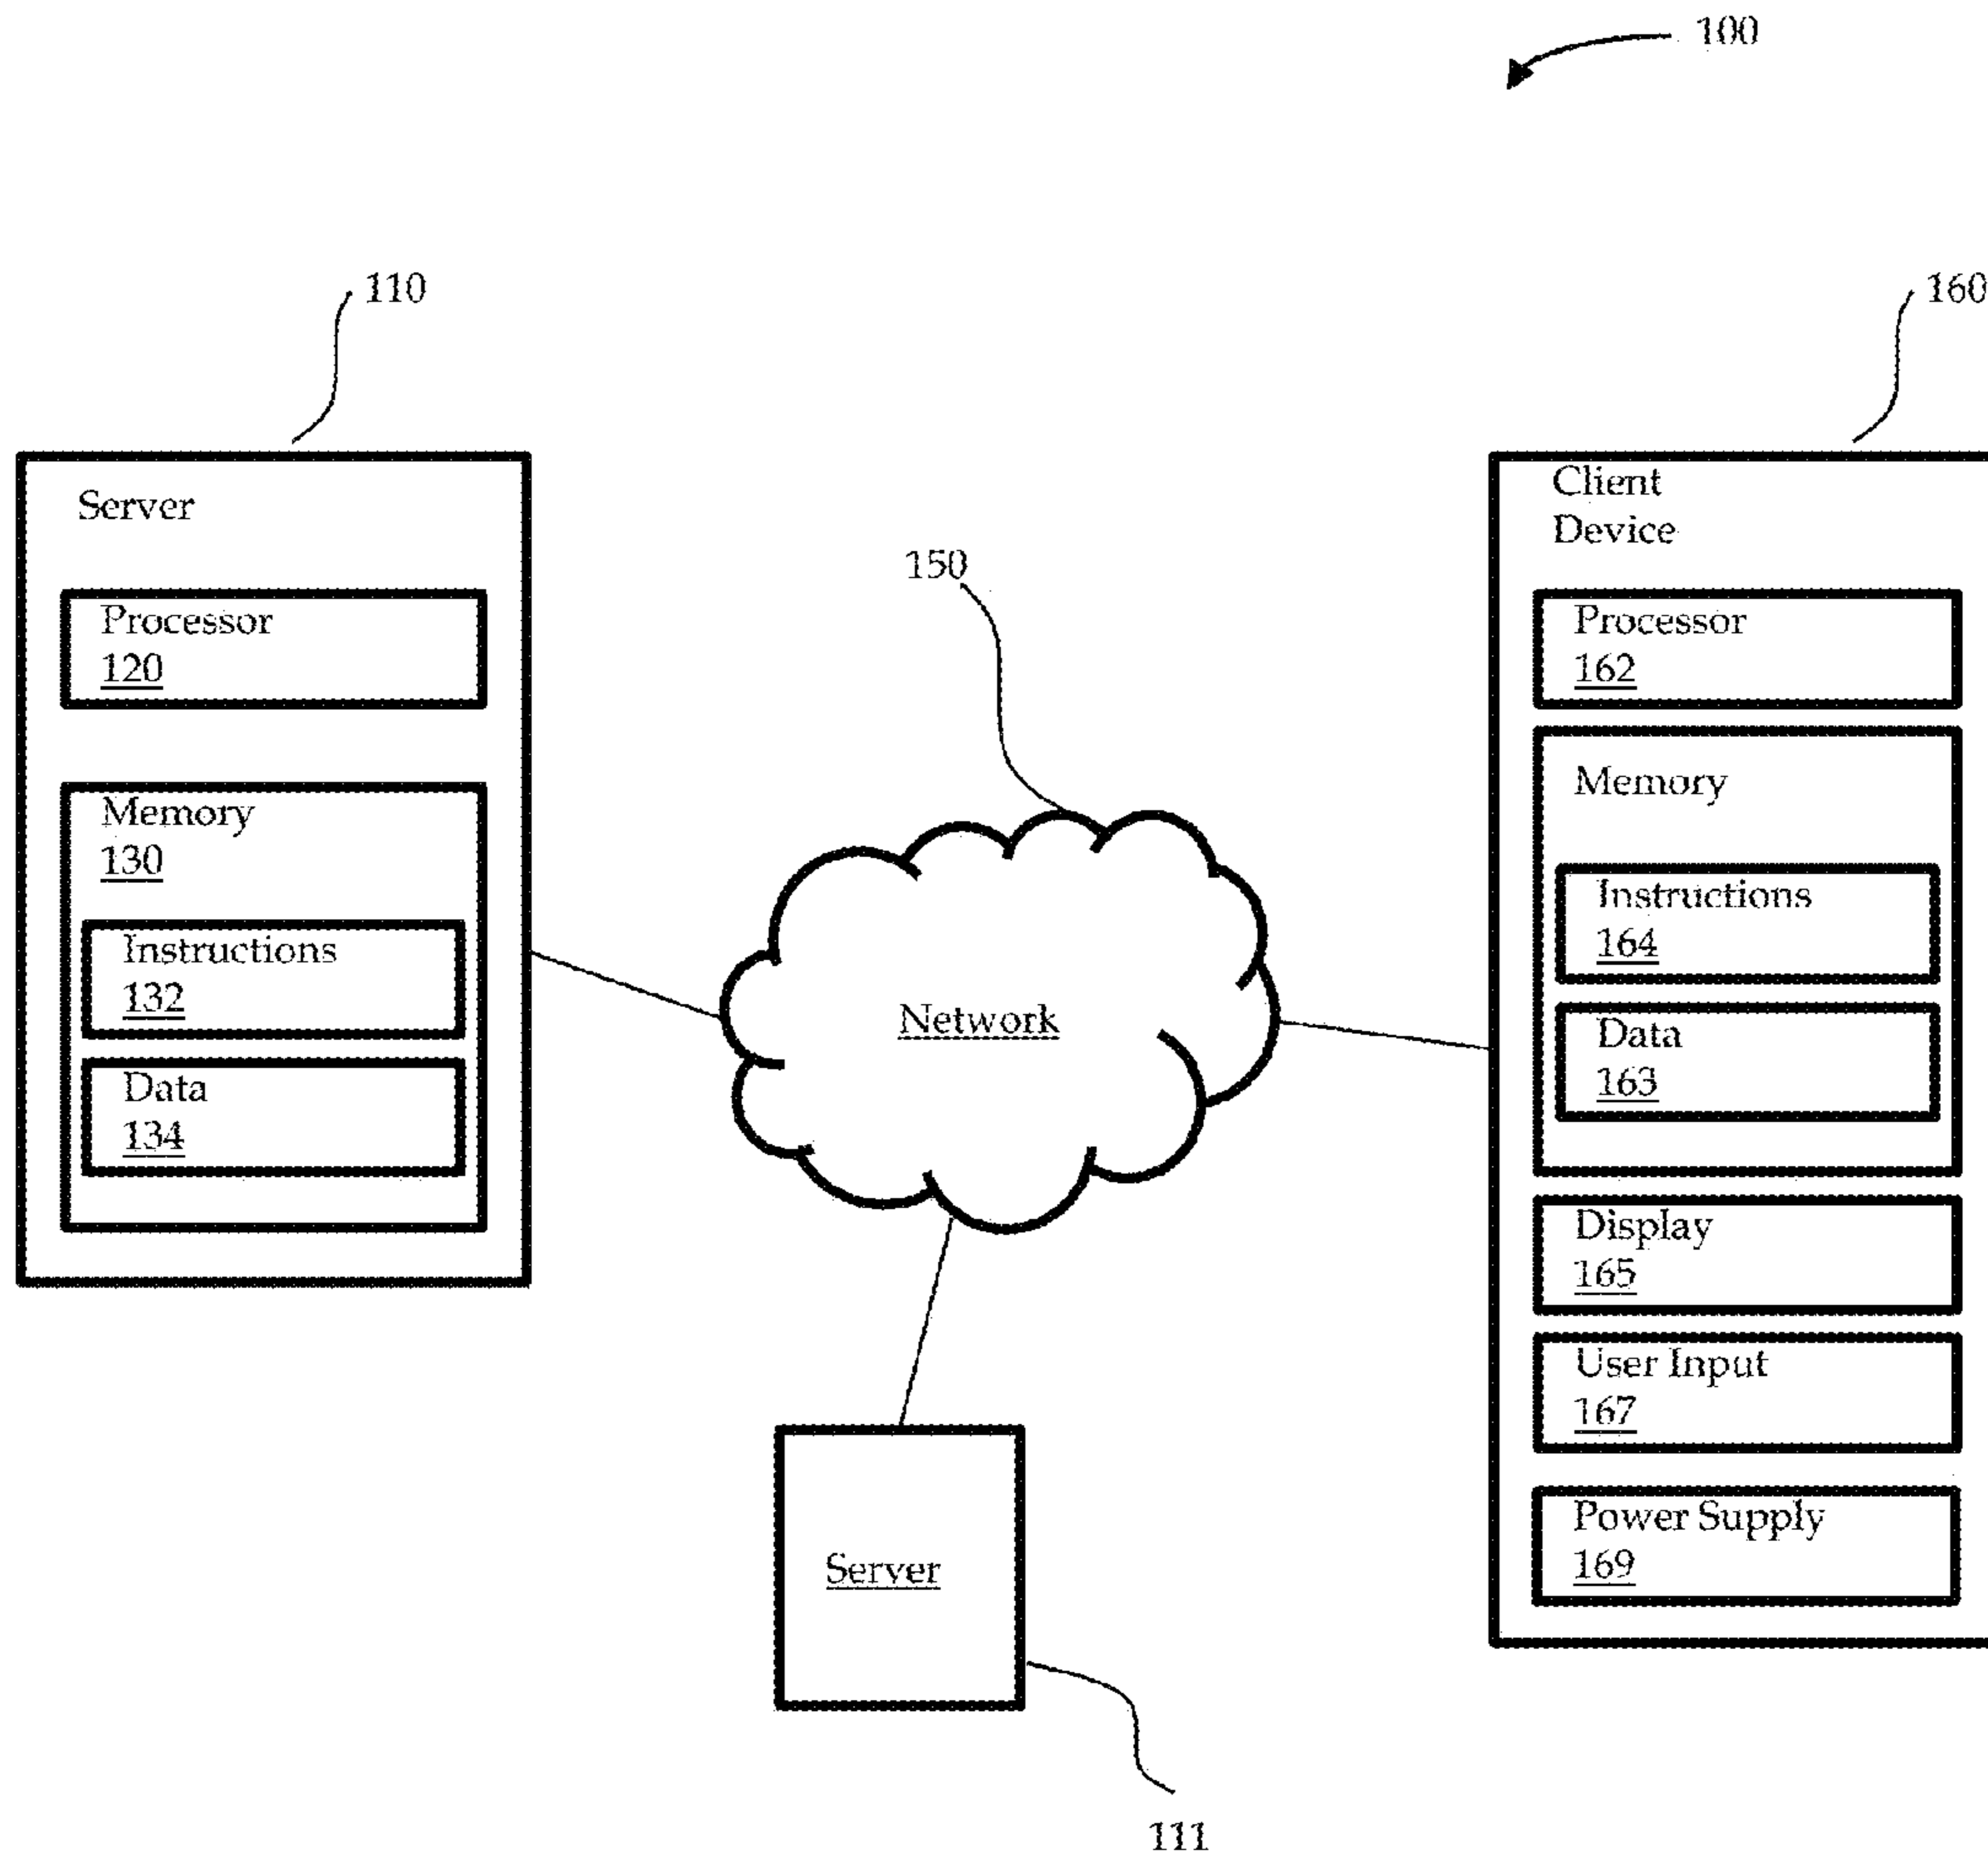 100
110
160
Server
Processor
120
Memory
130
Instructions
132
Data
134
150
Network
Server
111
Client
Device
Processor
162
Memory
Instructions
164
Data
163
Display
165
User Input
167
Power Supply
169